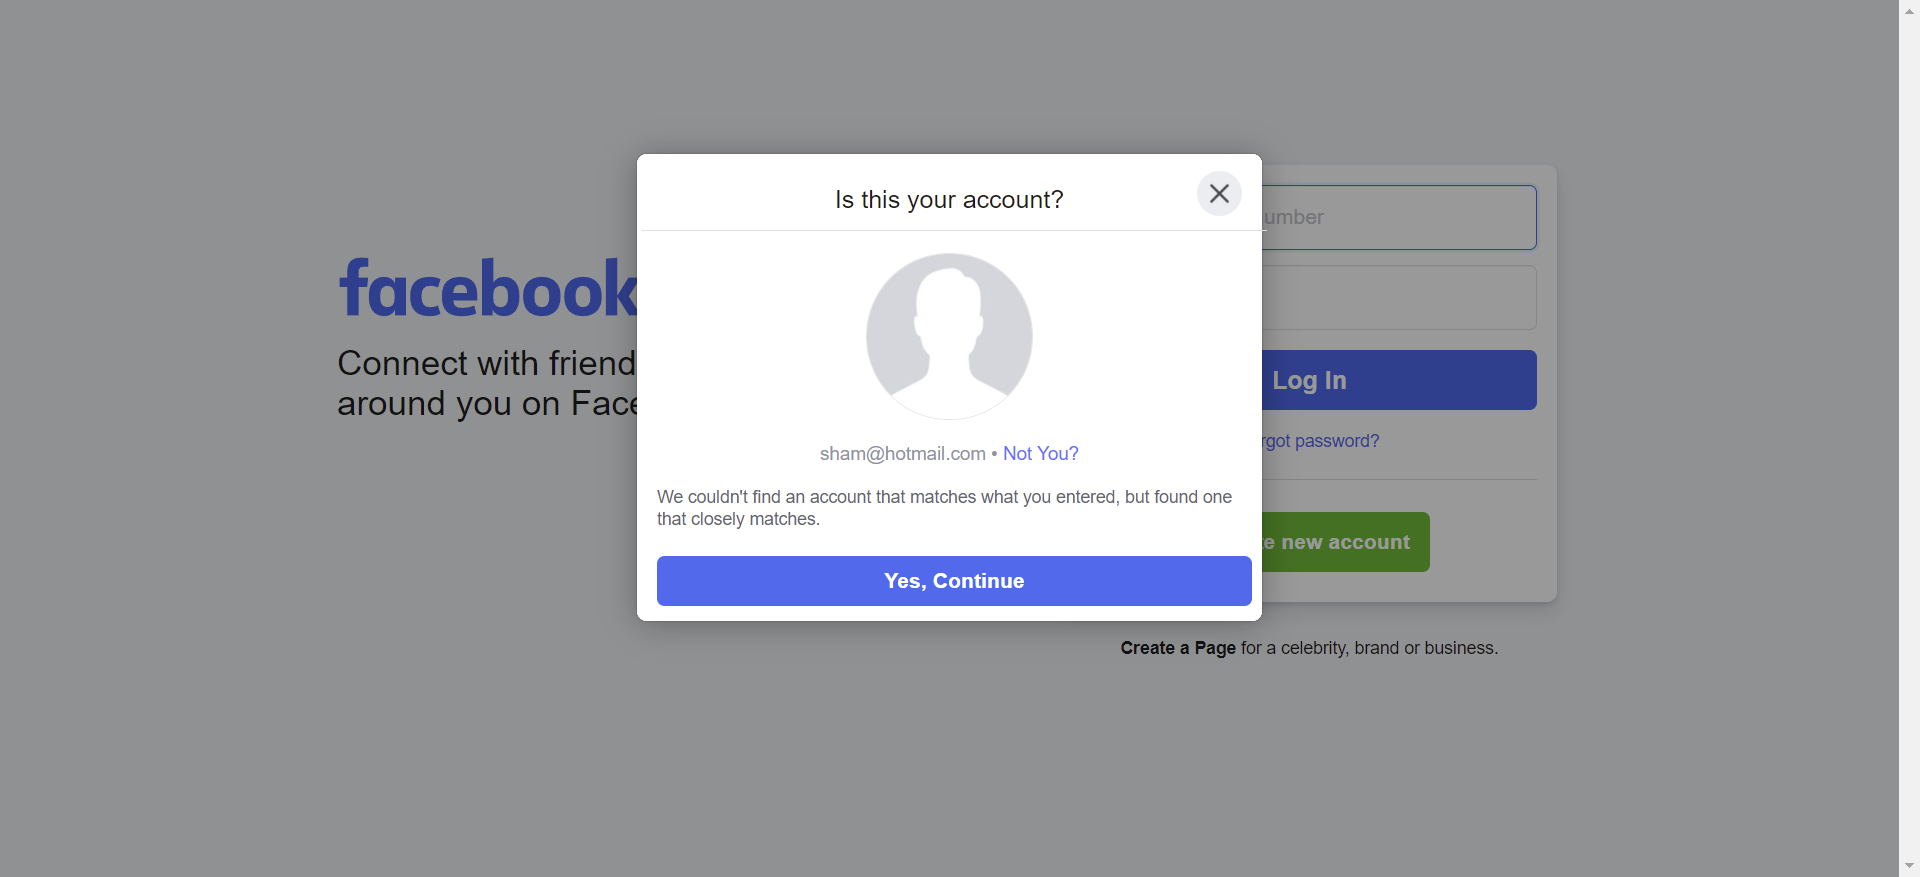 Is this your account?
facebook
Connect with friend
around you on Face
sham@hotmail.com • Not You?
We couldn't find an account that matches what you entered, but found one
that closely matches.
Yes, Continue
umber
Log In
rgot password?
te new account
Create a Page for a celebrity, brand or business.